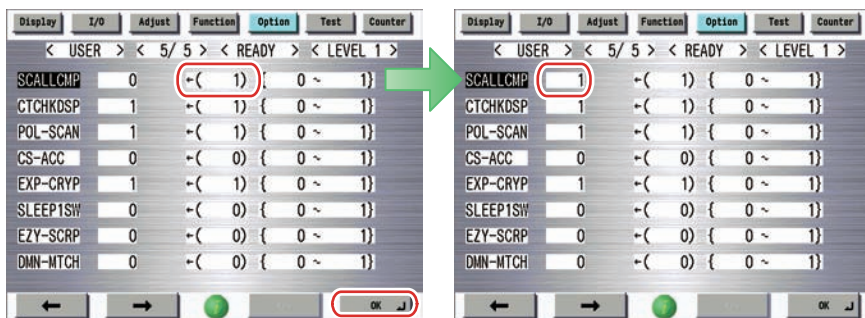 Display I/O Adjust Function Option Test Counter
< USER > < 5/ 5 > < READY > < LEVEL 1 >
SCALLCMP 0 ←( 1) { 0 ~ 1}
CTCHKDSP 1 ←( 1) { 0 ~ 1}
POL-SCAN 1 ←( 1) { 0 ~ 1}
CS-ACC 0 ←( 0) { 0 ~ 1}
EXP-CRYP 1 ←( 1) { 0 ~ 1}
SLEEP1SW 0 ←( 0) { 0 ~ 1}
EZY-SCRP 0 ←( 0) { 0 ~ 1}
DMN-MTCH 0 ←( 0) { 0 ~ 1}
← → OK
Display I/O Adjust Function Option Test Counter
< USER > < 5/ 5 > < READY > < LEVEL 1 >
SCALLCMP 1 ←( 1) { 0 ~ 1}
CTCHKDSP 1 ←( 1) { 0 ~ 1}
POL-SCAN 1 ←( 1) { 0 ~ 1}
CS-ACC 0 ←( 0) { 0 ~ 1}
EXP-CRYP 1 ←( 1) { 0 ~ 1}
SLEEP1SW 0 ←( 0) { 0 ~ 1}
EZY-SCRP 0 ←( 0) { 0 ~ 1}
DMN-MTCH 0 ←( 0) { 0 ~ 1}
← → OK